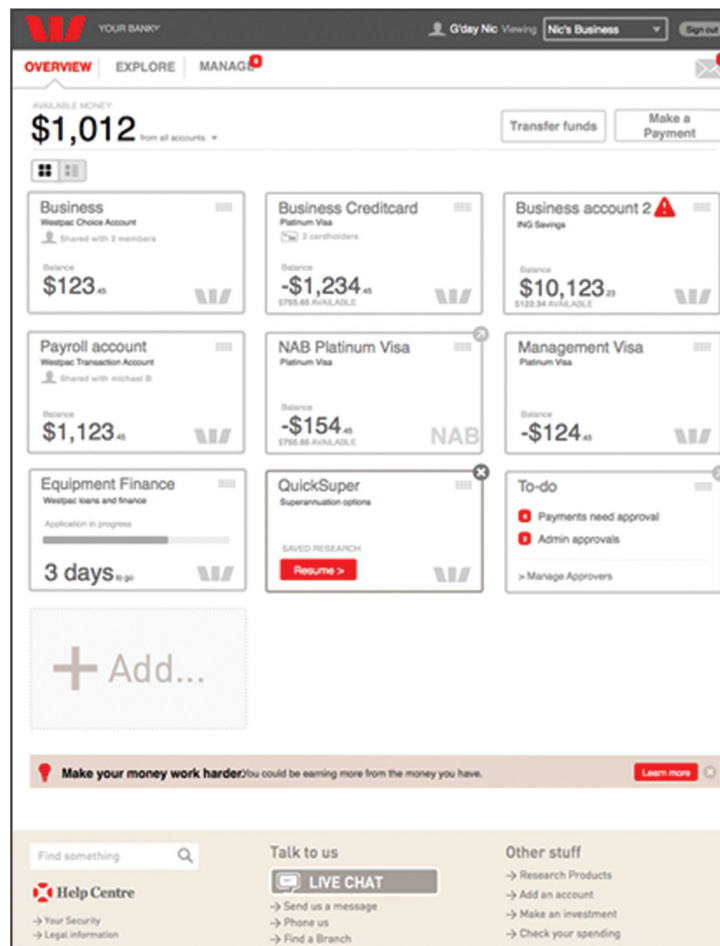 YOUR BANK
G'day Nic Viewing Nic's Business Sign out
OVERVIEW EXPLORE MANAGE
AVAILABLE MONEY:
$1,012 from all accounts
Transfer funds
Make a
Payment
Business
Westpac Choice Account
Shared with 2 members
Balance
$123.45
Business Creditcard
Platinum Visa
2 cardholders
Balance
-$1,234.45
$755.65 AVAILABLE
Business account 2
ING Savings
Balance
$10,123.23
$122.34 AVAILABLE
Payroll account
Westpac Transaction Account
Shared with michael B
Balance
$1,123.45
NAB Platinum Visa
Platinum Visa
Balance
-$154.45
$755.65 AVAILABLE
NAB
Management Visa
Platinum Visa
Balance
-$124.45
Equipment Finance
Westpac loans and finance
Application in progress
3 days to go
QuickSuper
Superannuation options
SAVED RESEARCH
Resume >
To-do
Payments need approval
Admin approvals
> Manage Approvers
+ Add...
Make your money work harder. You could be earning more from the money you have. Learn more
Find something
Help Centre
→ Your Security
→ Legal information
Talk to us
LIVE CHAT
→ Send us a message
→ Phone us
→ Find a Branch
Other stuff
→ Research Products
→ Add an account
→ Make an investment
→ Check your spending